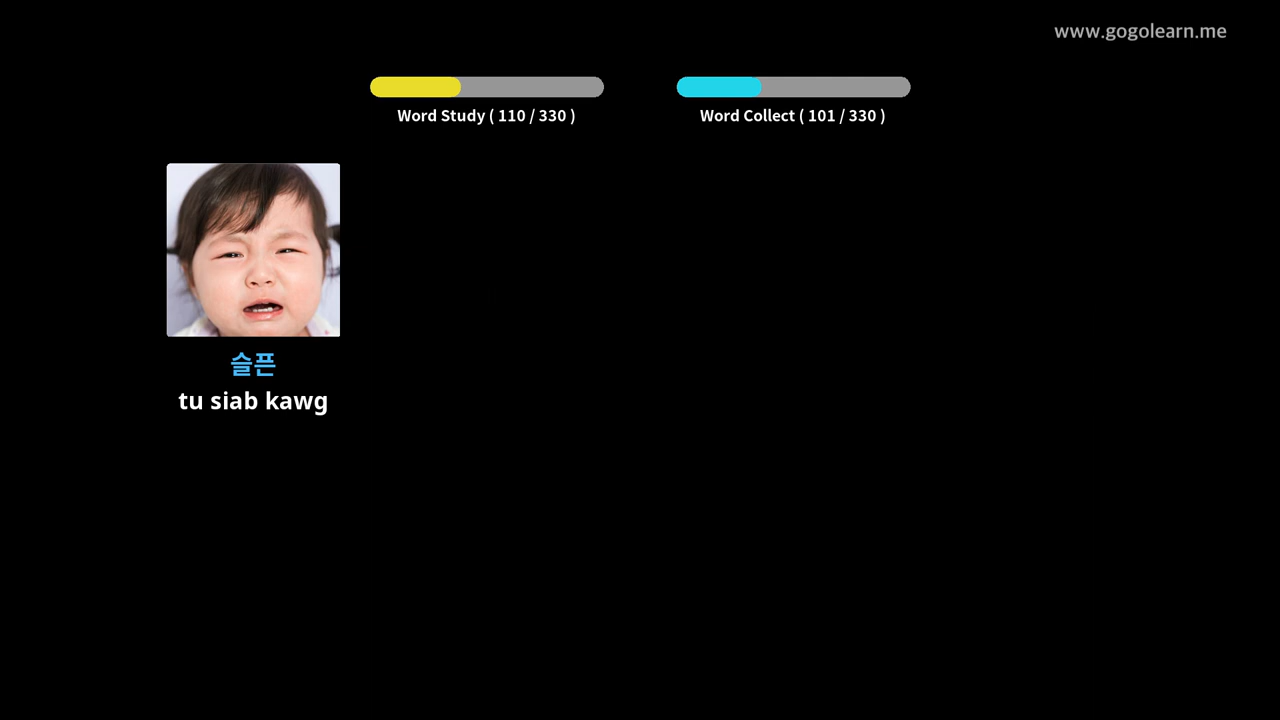 www.gogolearn.me
Word Study ( 110 / 330 )
Word Collect ( 101 / 330 )
슬픈
tu siab kawg